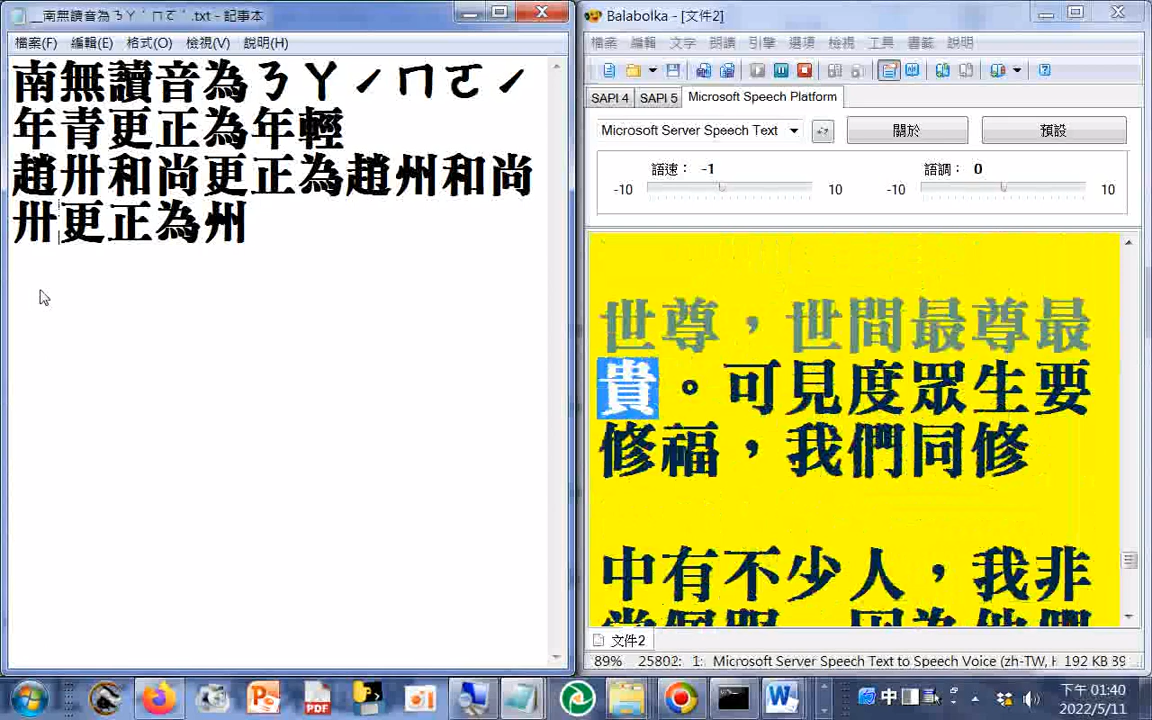 __南無讀音為ㄋㄚˊㄇㄛˊ.txt - 記事本
檔案(F) 編輯(E) 格式(O) 檢視(V) 說明(H)
南無讀音為ㄋㄚˊㄇㄛˊ
年青更正為年輕
趙卅和尚更正為趙州和尚
卅更正為州
Balabolka - [文件2]
檔案 編輯 文字 朗讀 引擎 選項 檢視 工具 書籤 說明
SAPI 4 SAPI 5 Microsoft Speech Platform
Microsoft Server Speech Text 關於 預設
語速: -1 語調: 0
-10 10 -10 10
世尊，世間最尊最
貴。可見度眾生要
修福，我們同修
中有不少人，我非
文件2
89% 25802: 1: Microsoft Server Speech Text to Speech Voice (zh-TW, H 192 KB 39
中
下午 01:40
2022/5/11